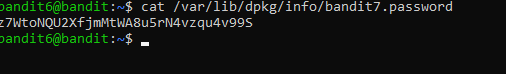 bandit6@bandit:~$ cat /var/lib/dpkg/info/bandit7.password
z7WtoNQU2XfjmMtWA8u5rN4vzqu4v99S
bandit6@bandit:~$